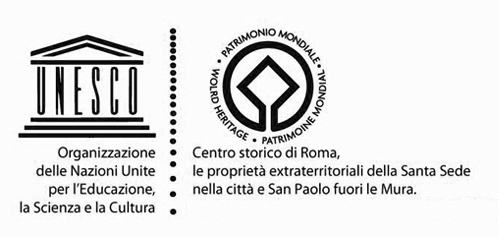 UNESCO
Organizzazione
delle Nazioni Unite
per l'Educazione,
la Scienza e la Cultura
PATRIMONIO MONDIALE • WOLRD HERITAGE • PATRIMOINE MONDIAL •
Centro storico di Roma,
le proprietà extraterritoriali della Santa Sede
nella città e San Paolo fuori le Mura.